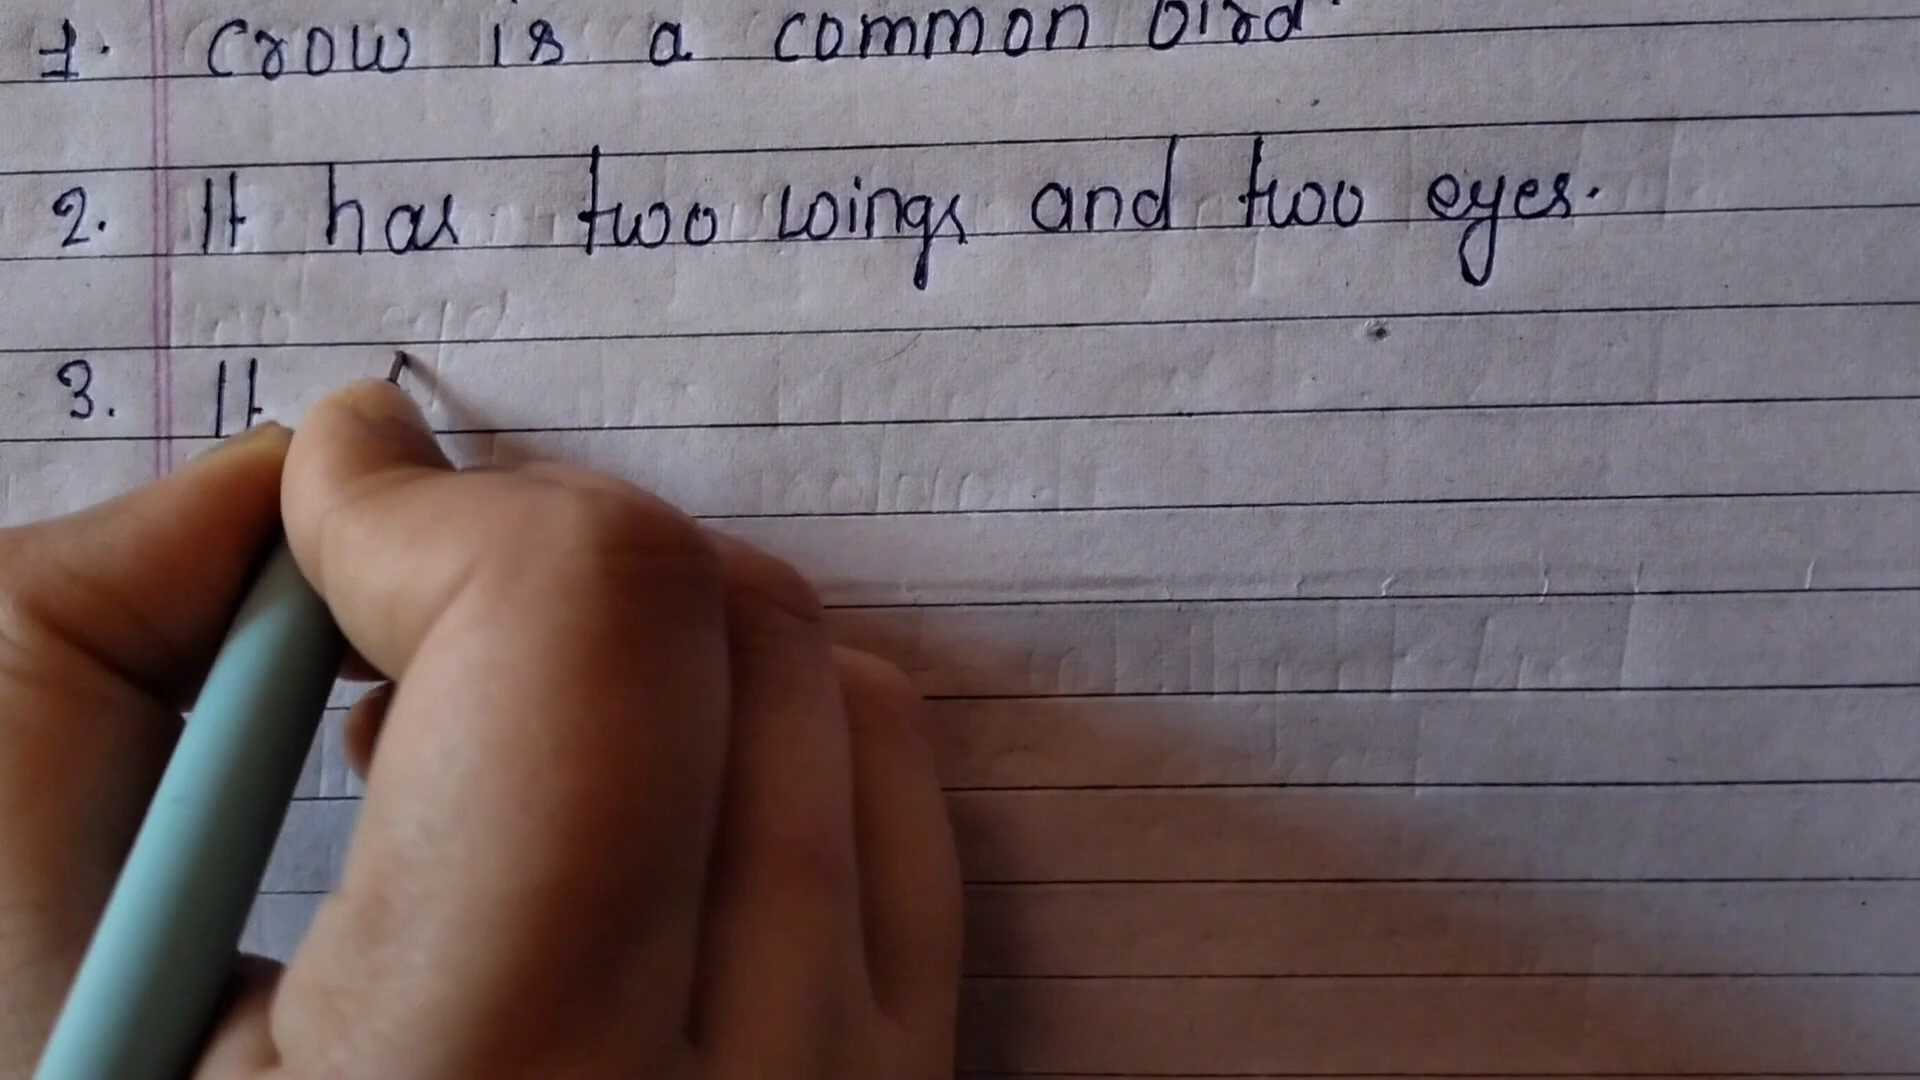 1. Crow is a common bird.
2. It has two wings and two eyes.
3. It